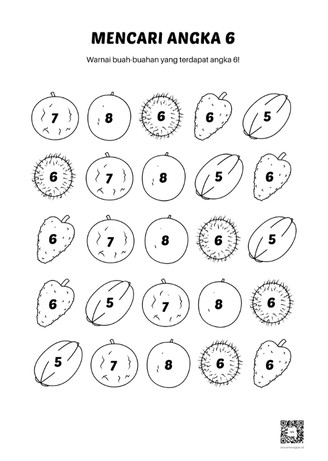 MENCARI ANGKA 6
Warnai buah-buahan yang terdapat angka 6!
7 8 6 6 5
6 7 8 5 6
6 7 8 6 5
6 5 7 8 6
5 7 8 6 6